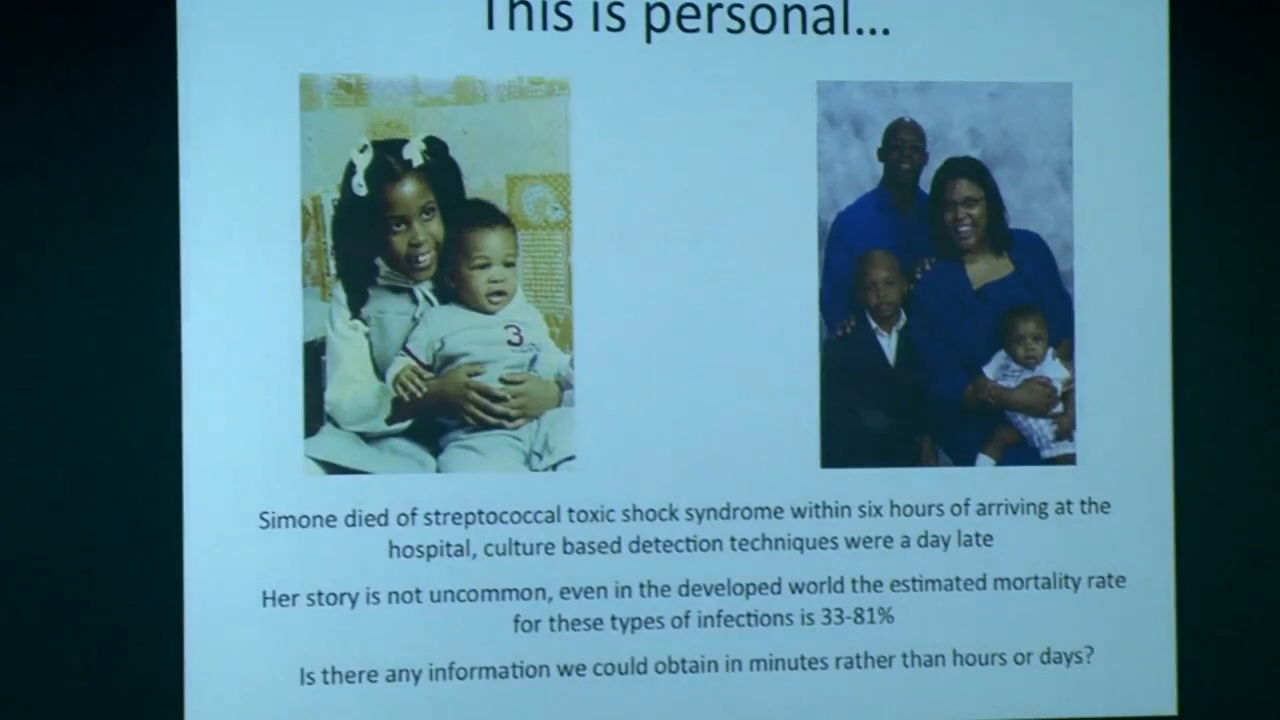 This is personal...
3
Simone died of streptococcal toxic shock syndrome within six hours of arriving at the
hospital, culture based detection techniques were a day late
Her story is not uncommon, even in the developed world the estimated mortality rate
for these types of infections is 33-81%
Is there any information we could obtain in minutes rather than hours or days?